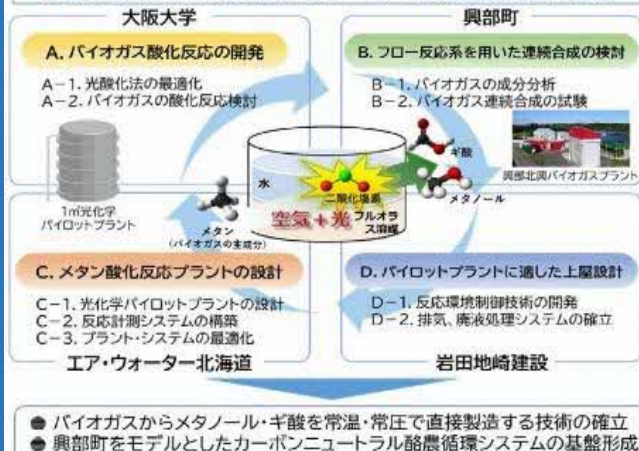 大阪大学
A. バイオガス酸化反応の開発
A-1. 光酸化法の最適化
A-2. バイオガスの酸化反応検討
1㎥光化学
パイロットプラント
興部町
B. フロー反応系を用いた連続合成の検討
B-1. バイオガスの成分分析
B-2. バイオガス連続合成の試験
興部北興バイオガスプラント
水
二酸化塩素
空気+光
フルオラス溶媒
ギ酸
メタノール
メタン
(バイオガスの主成分)
C. メタン酸化反応プラントの設計
C-1. 光化学パイロットプラントの設計
C-2. 反応計測システムの構築
C-3. プラント・システムの最適化
エア・ウォーター北海道
D. パイロットプラントに適した上屋設計
D-1. 反応環境制御技術の開発
D-2. 排気、廃液処理システムの確立
岩田地崎建設
● バイオガスからメタノール・ギ酸を常温・常圧で直接製造する技術の確立
● 興部町をモデルとしたカーボンニュートラル酪農循環システムの基盤形成